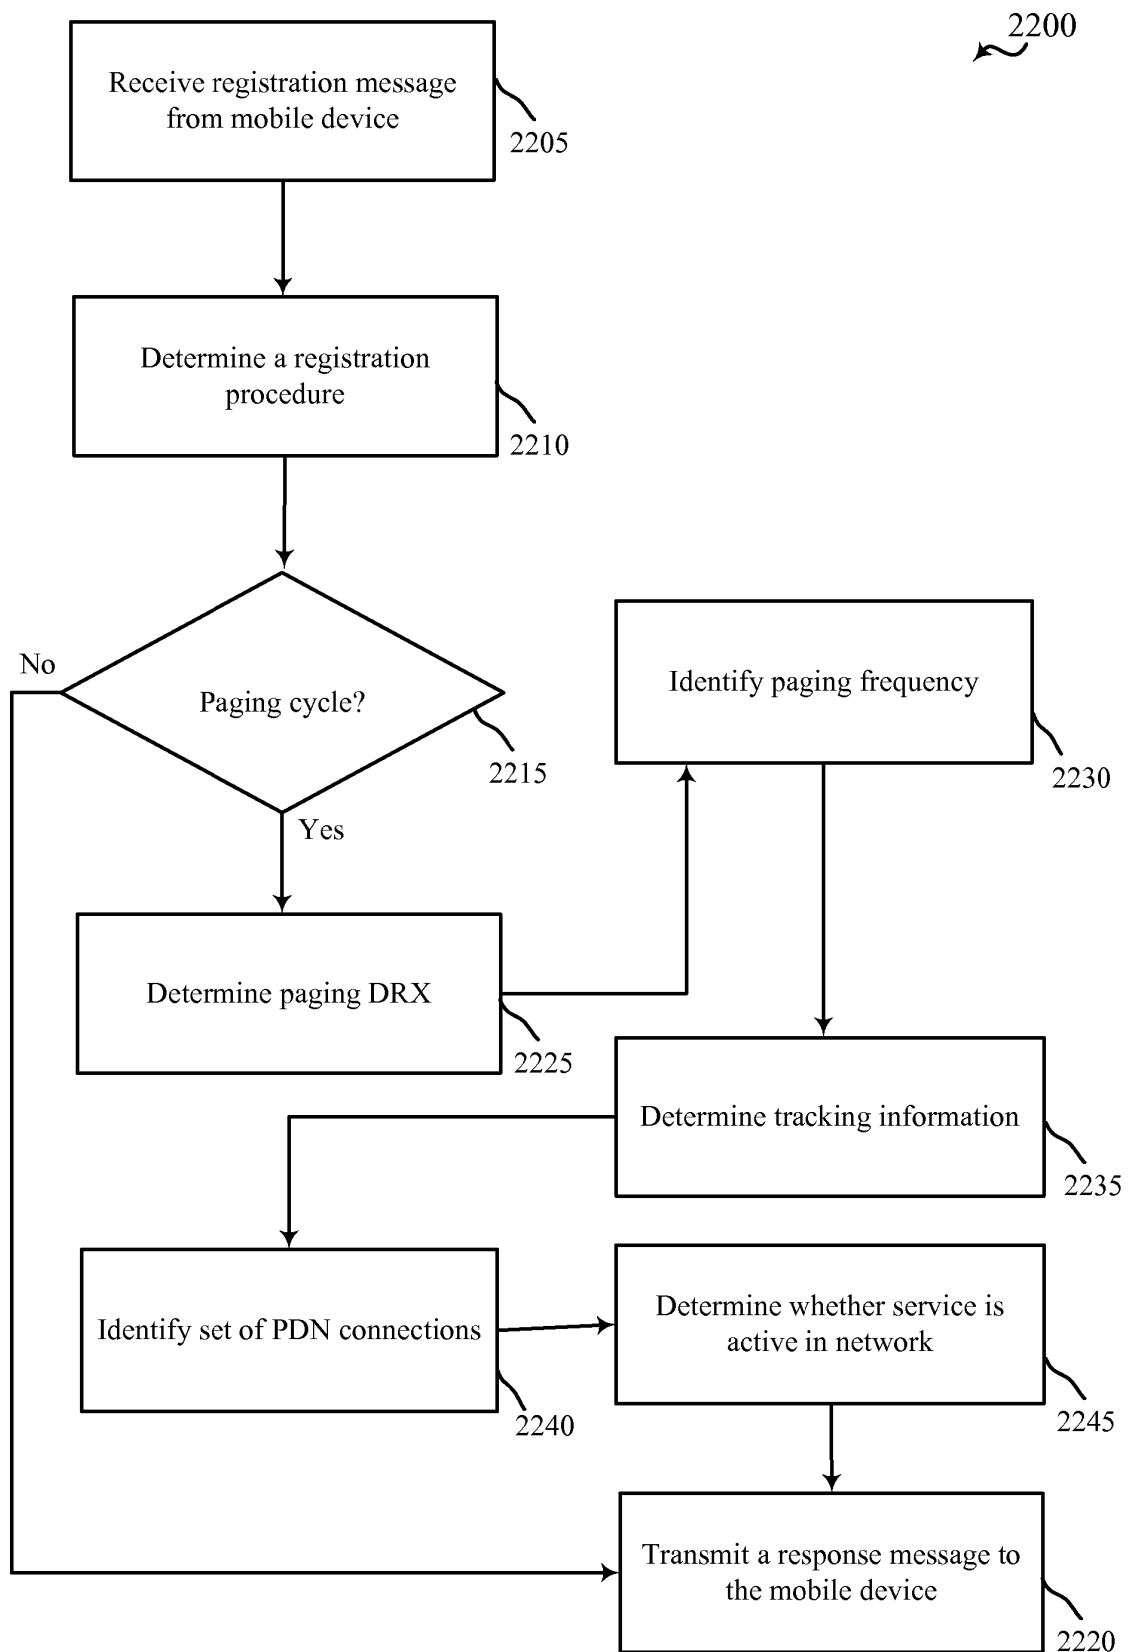 2200
Receive registration message
from mobile device
2205
Determine a registration
procedure
2210
No
Paging cycle?
2215
Yes
Identify paging frequency
2230
Determine paging DRX
2225
Determine tracking information
2235
Identify set of PDN connections
2240
Determine whether service is
active in network
2245
Transmit a response message to
the mobile device
2220